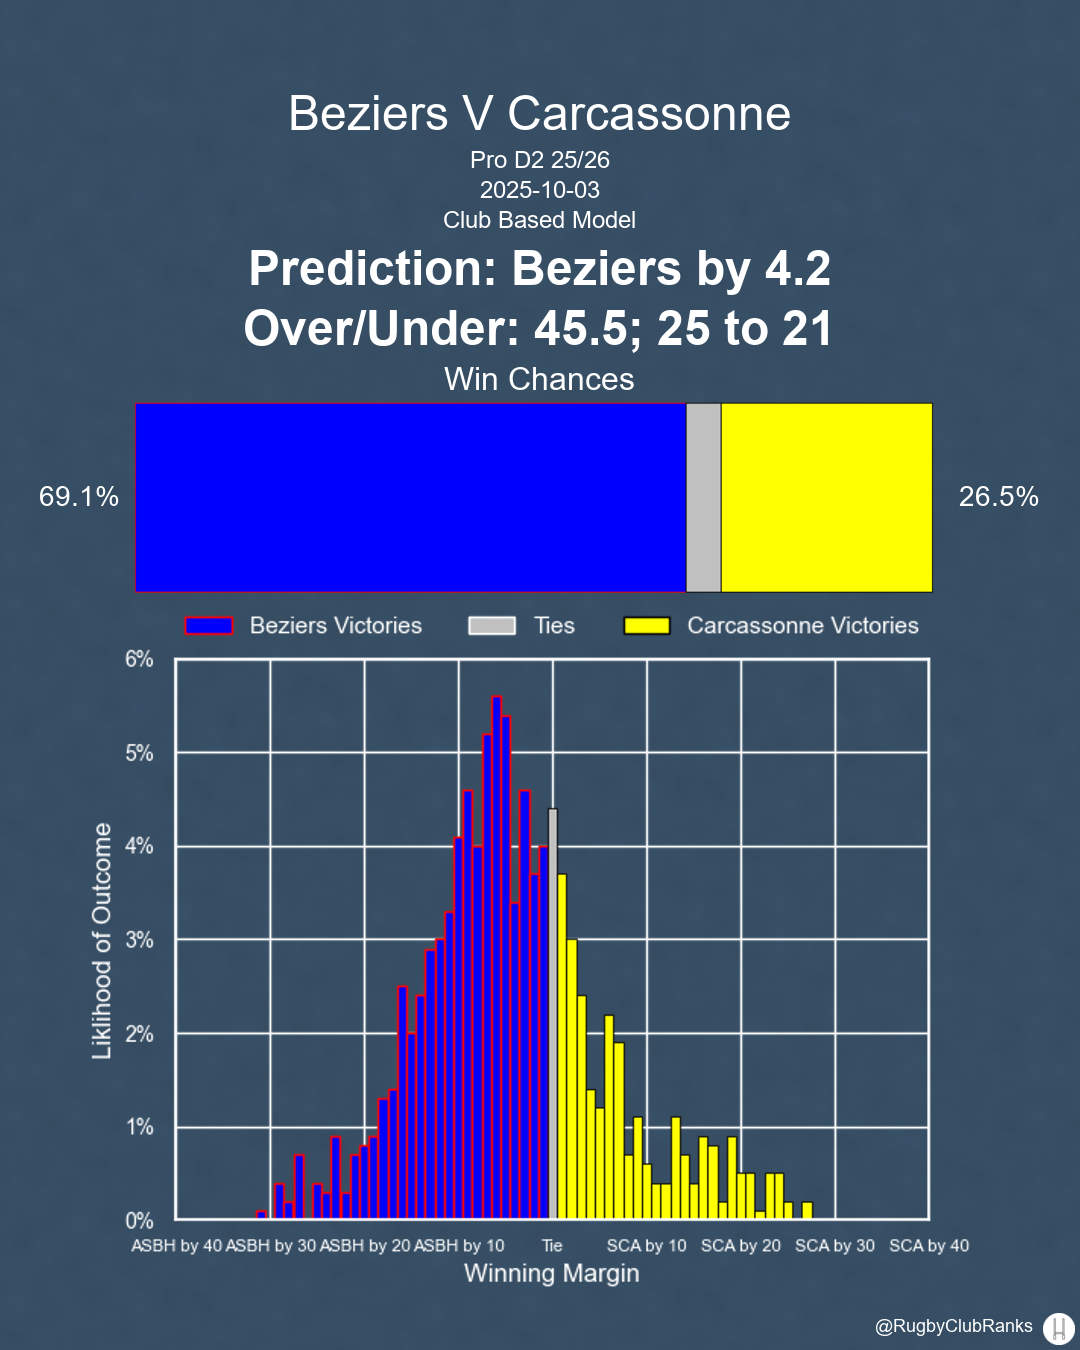 Beziers V Carcassonne
Pro D2 25/26
2025-10-03
Club Based Model
Prediction: Beziers by 4.2
Over/Under: 45.5; 25 to 21
Win Chances
69.1%
26.5%
Beziers Victories
Ties
Carcassonne Victories
6%
5%
4%
3%
2%
1%
0%
Liklihood of Outcome
ASBH by 40 ASBH by 30 ASBH by 20 ASBH by 10 Tie SCA by 10 SCA by 20 SCA by 30 SCA by 40
Winning Margin
@RugbyClubRanks